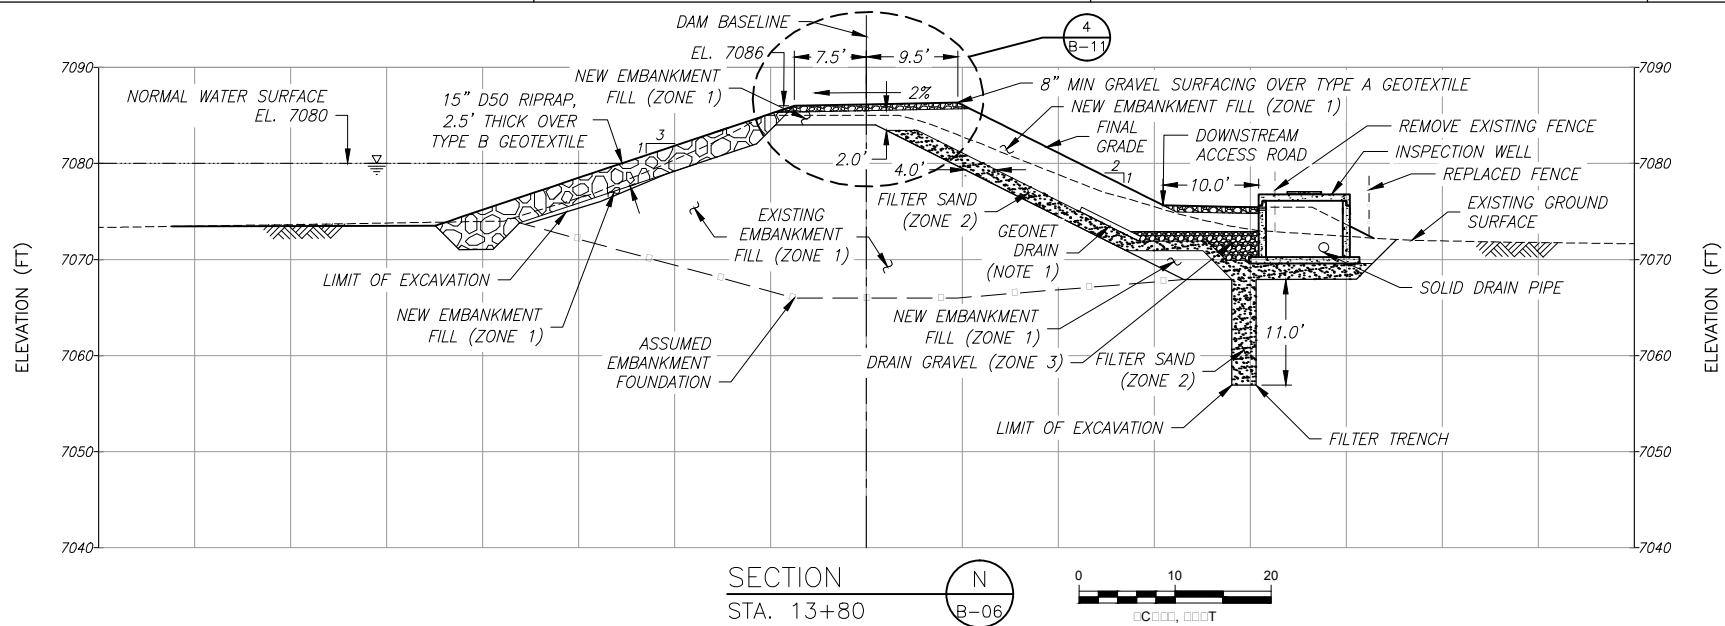 DAM BASELINE
4
B-11
EL. 7086
7.5'
9.5'
7090
7090
NEW EMBANKMENT
FILL (ZONE 1)
2%
8" MIN GRAVEL SURFACING OVER TYPE A GEOTEXTILE
NORMAL WATER SURFACE
EL. 7080
15" D50 RIPRAP,
2.5' THICK OVER
TYPE B GEOTEXTILE
NEW EMBANKMENT FILL (ZONE 1)
FINAL
GRADE
DOWNSTREAM
ACCESS ROAD
REMOVE EXISTING FENCE
INSPECTION WELL
REPLACED FENCE
3
1
7080
7080
2.0'
4.0'
2
1
10.0'
FILTER SAND
(ZONE 2)
EXISTING GROUND
SURFACE
EXISTING
EMBANKMENT
FILL (ZONE 1)
GEONET
DRAIN
(NOTE 1)
ELEVATION (FT)
ELEVATION (FT)
7070
7070
LIMIT OF EXCAVATION
SOLID DRAIN PIPE
NEW EMBANKMENT
FILL (ZONE 1)
NEW EMBANKMENT
FILL (ZONE 1)
11.0'
ASSUMED
EMBANKMENT
FOUNDATION
DRAIN GRAVEL (ZONE 3)
FILTER SAND
(ZONE 2)
7060
7060
LIMIT OF EXCAVATION
FILTER TRENCH
7050
7050
7040
7040
SECTION
STA. 13+80
N
B-06
0
10
20